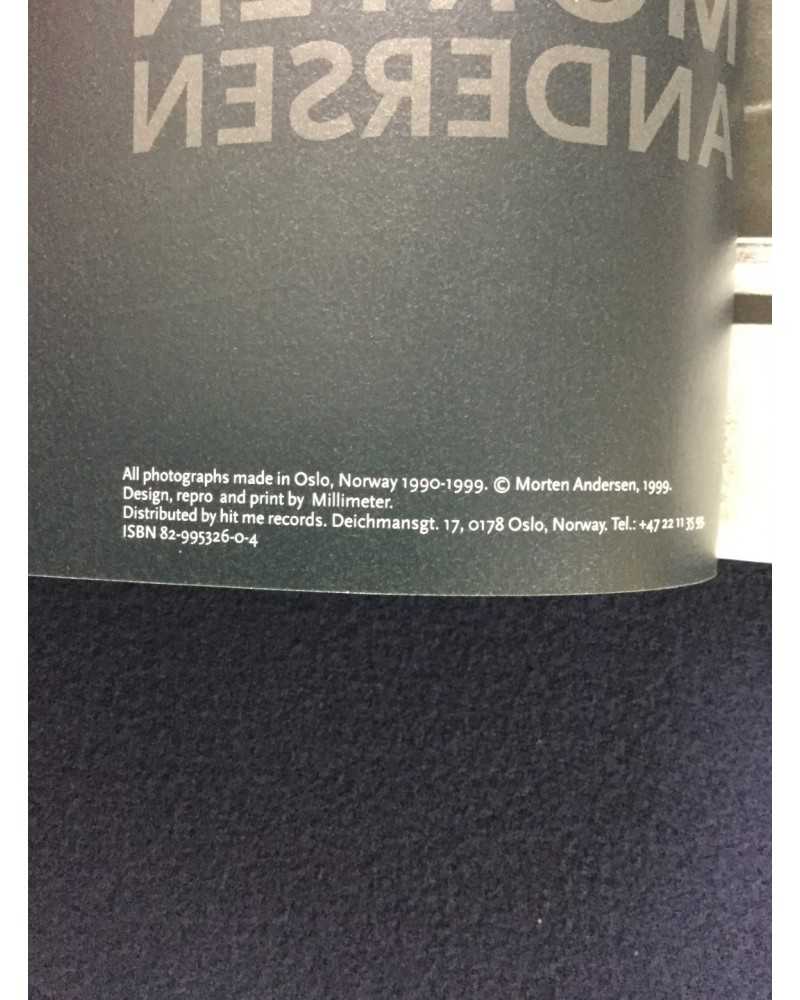 MORTEN
ANDERSEN
All photographs made in Oslo, Norway 1990-1999. © Morten Andersen, 1999.
Design, repro and print by Millimeter.
Distributed by hit me records. Deichmansgt. 17, 0178 Oslo, Norway. Tel.: +47 22 11 35 55
ISBN 82-995326-0-4